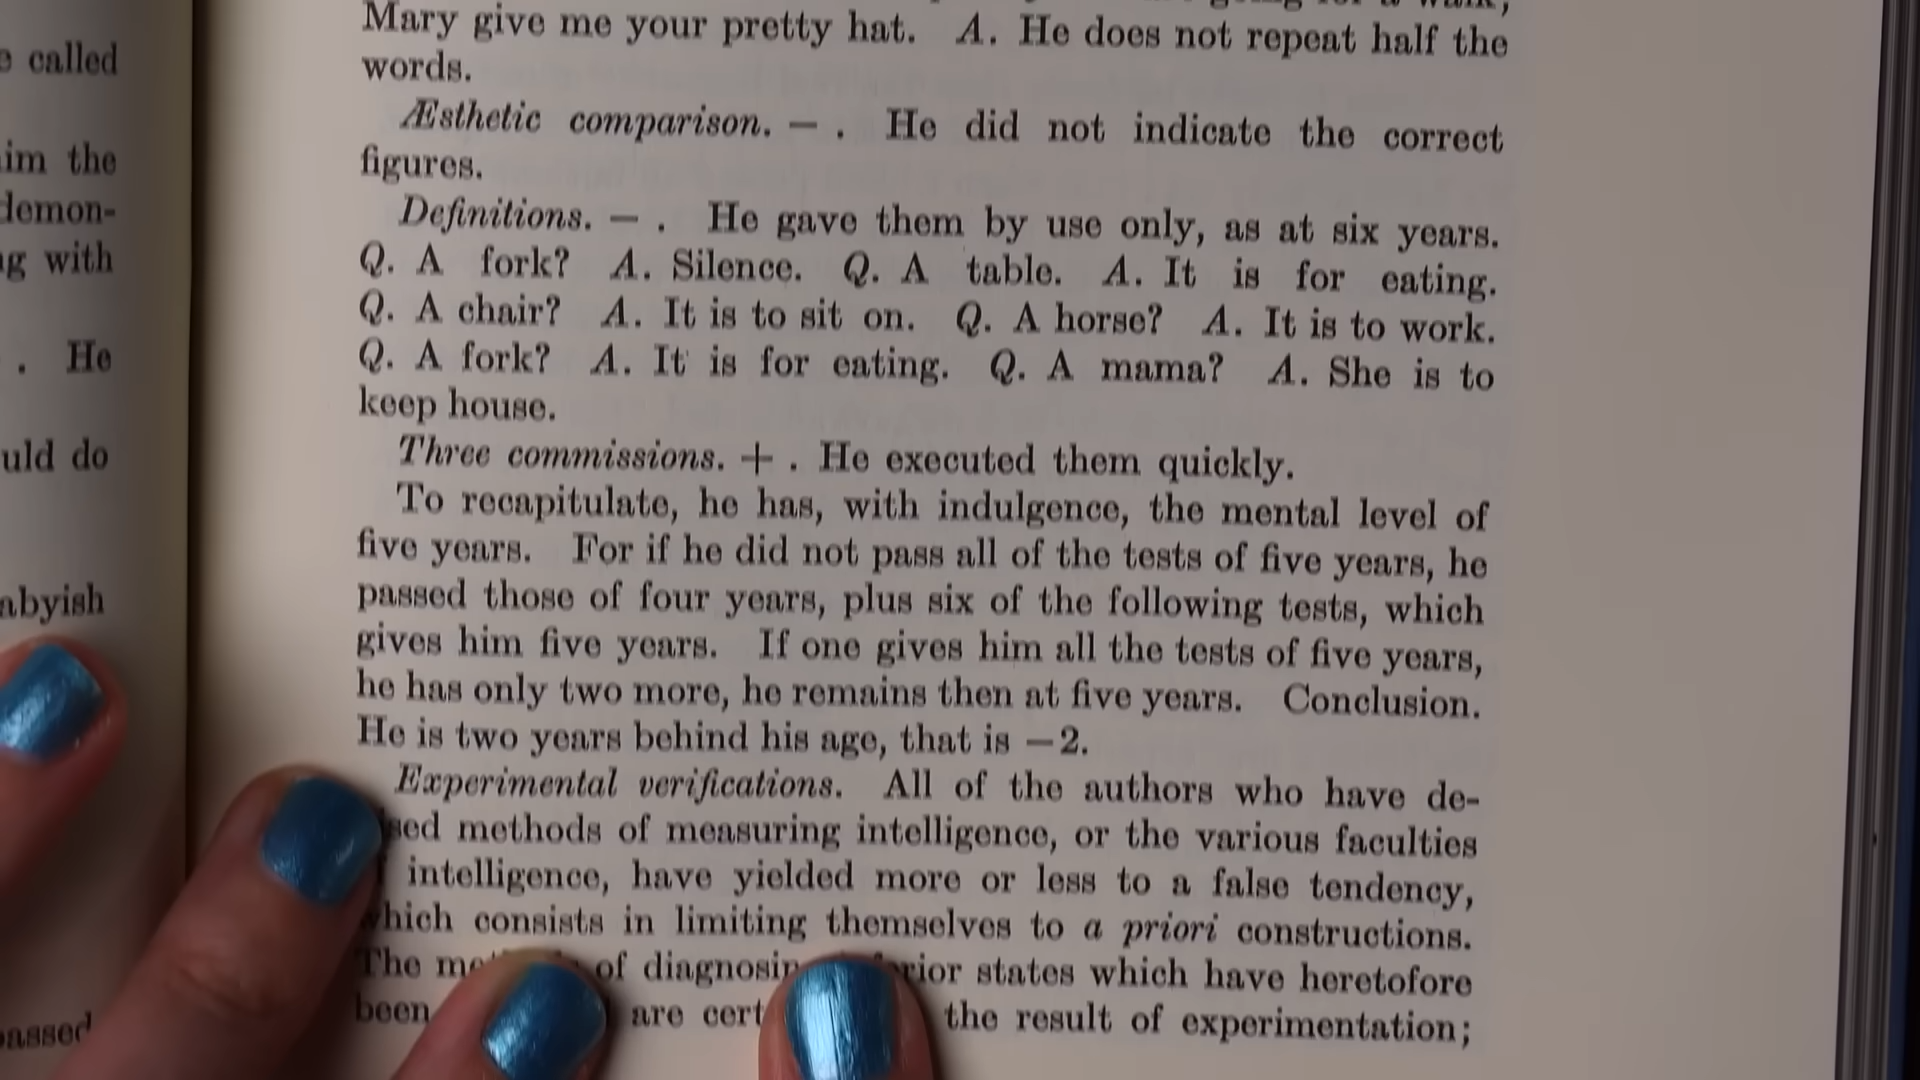 called
im the
demon-
with
. He
uld do
abyish
passed
Mary give me your pretty hat. A. He does not repeat half the
words.
Æsthetic comparison. — . He did not indicate the correct
figures.
Definitions. — . He gave them by use only, as at six years.
Q. A fork? A. Silence. Q. A table. A. It is for eating.
Q. A chair? A. It is to sit on. Q. A horse? A. It is to work.
Q. A fork? A. It is for eating. Q. A mama? A. She is to
keep house.
Three commissions. + . He executed them quickly.
To recapitulate, he has, with indulgence, the mental level of
five years. For if he did not pass all of the tests of five years, he
passed those of four years, plus six of the following tests, which
gives him five years. If one gives him all the tests of five years,
he has only two more, he remains then at five years. Conclusion.
He is two years behind his age, that is —2.
Experimental verifications. All of the authors who have de-
sed methods of measuring intelligence, or the various faculties
intelligence, have yielded more or less to a false tendency,
which consists in limiting themselves to a priori constructions.
The of diagnosing states which have heretofore
been are the result of experimentation;